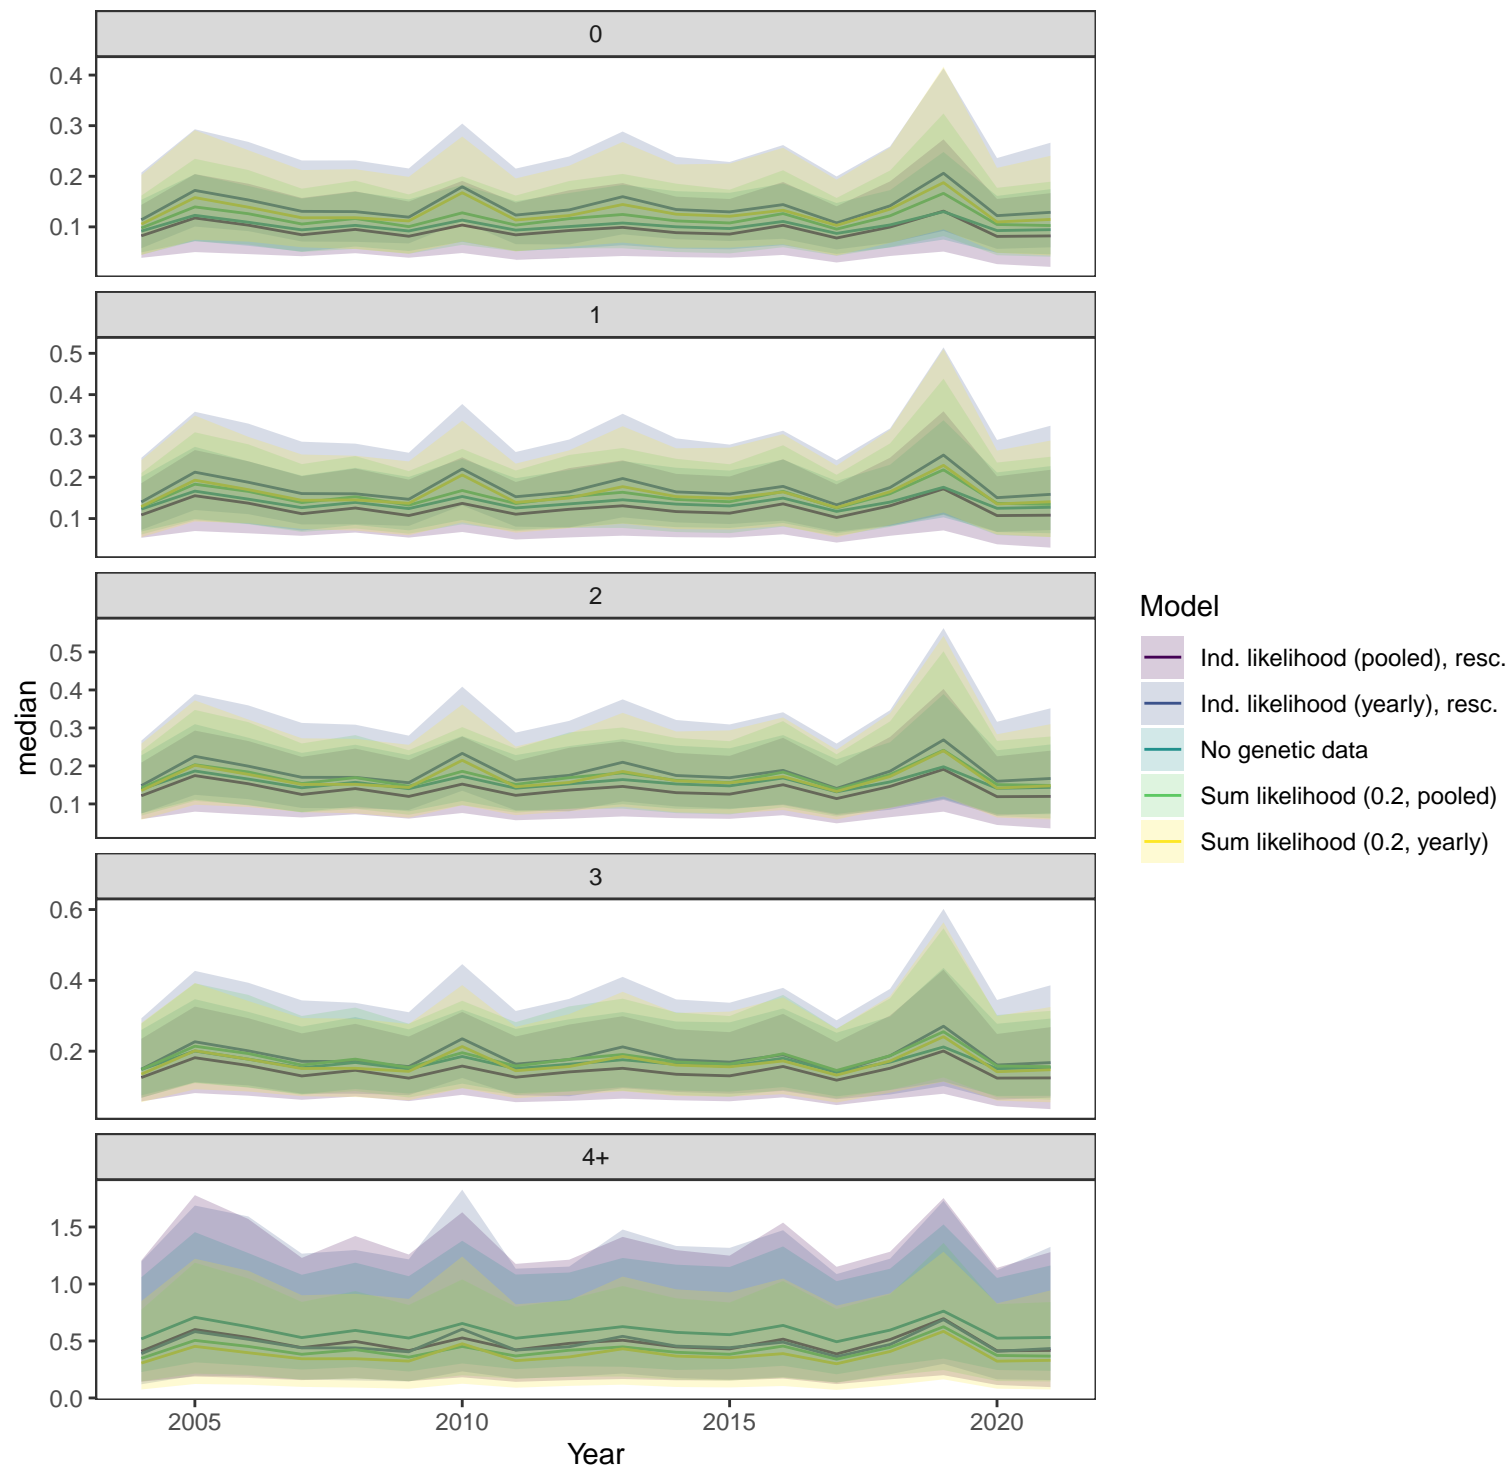 0
0.4
0.3
0.2
0.1
1
0.5
0.4
0.3
0.2
0.1
2
0.5
0.4
0.3
0.2
0.1
3
0.6
0.4
0.2
4+
1.5
1.0
0.5
0.0
2005 2010 2015 2020
Year
median
Model
Ind. likelihood (pooled), resc.
Ind. likelihood (yearly), resc.
No genetic data
Sum likelihood (0.2, pooled)
Sum likelihood (0.2, yearly)